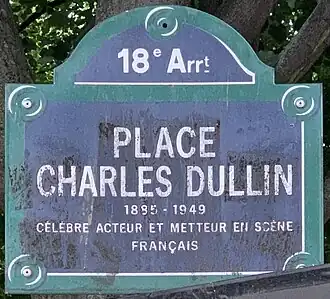 18e Arrt
PLACE
CHARLES DULLIN
1885 - 1949
CÉLÈBRE ACTEUR ET METTEUR EN SCÈNE
FRANÇAIS